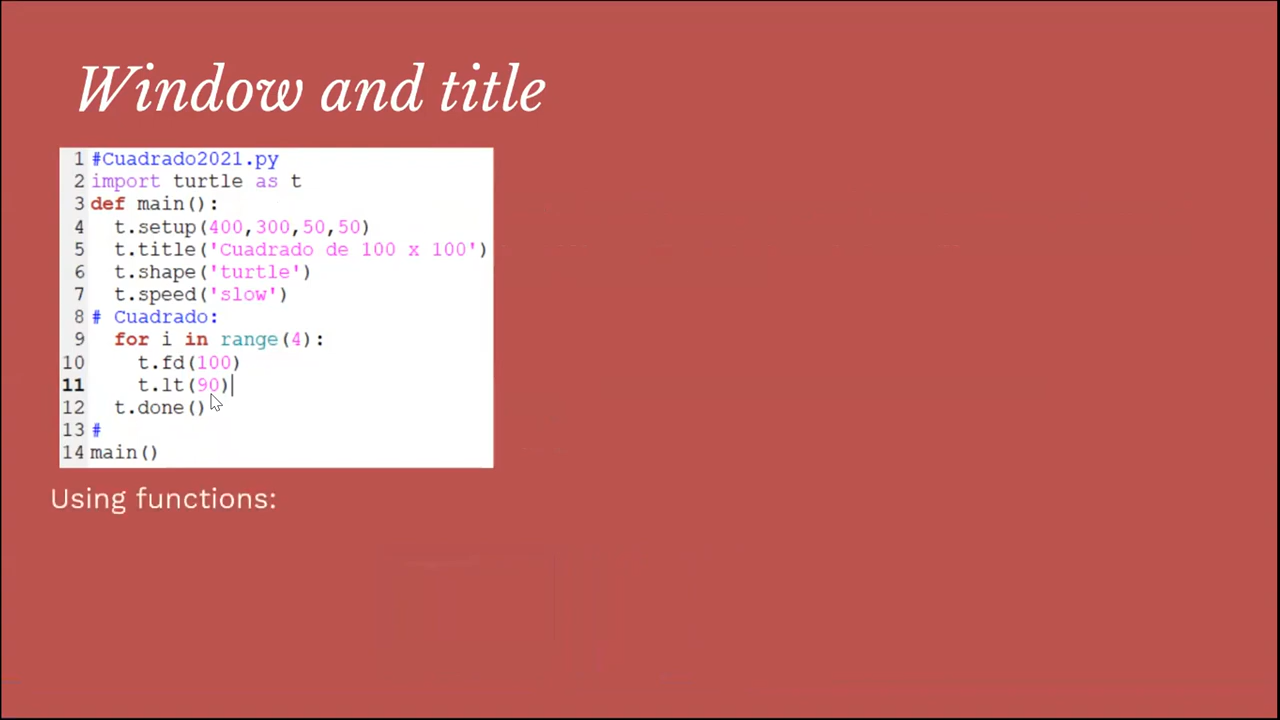 Window and title
1 #Cuadrado2021.py
2 import turtle as t
3 def main():
4   t.setup(400,300,50,50)
5   t.title('Cuadrado de 100 x 100')
6   t.shape('turtle')
7   t.speed('slow')
8 # Cuadrado:
9   for i in range(4):
10     t.fd(100)
11     t.lt(90)
12   t.done()
13 #
14 main()
Using functions: